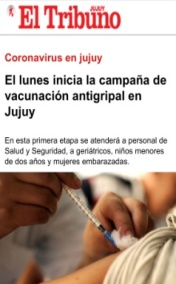 JUJUY
El Tribuno
Coronavirus en jujuy
El lunes inicia la campaña de
vacunación antigripal en
Jujuy
En esta primera etapa se atenderá a personal de
Salud y Seguridad, a geriátricos, niños menores
de dos años y mujeres embarazadas.